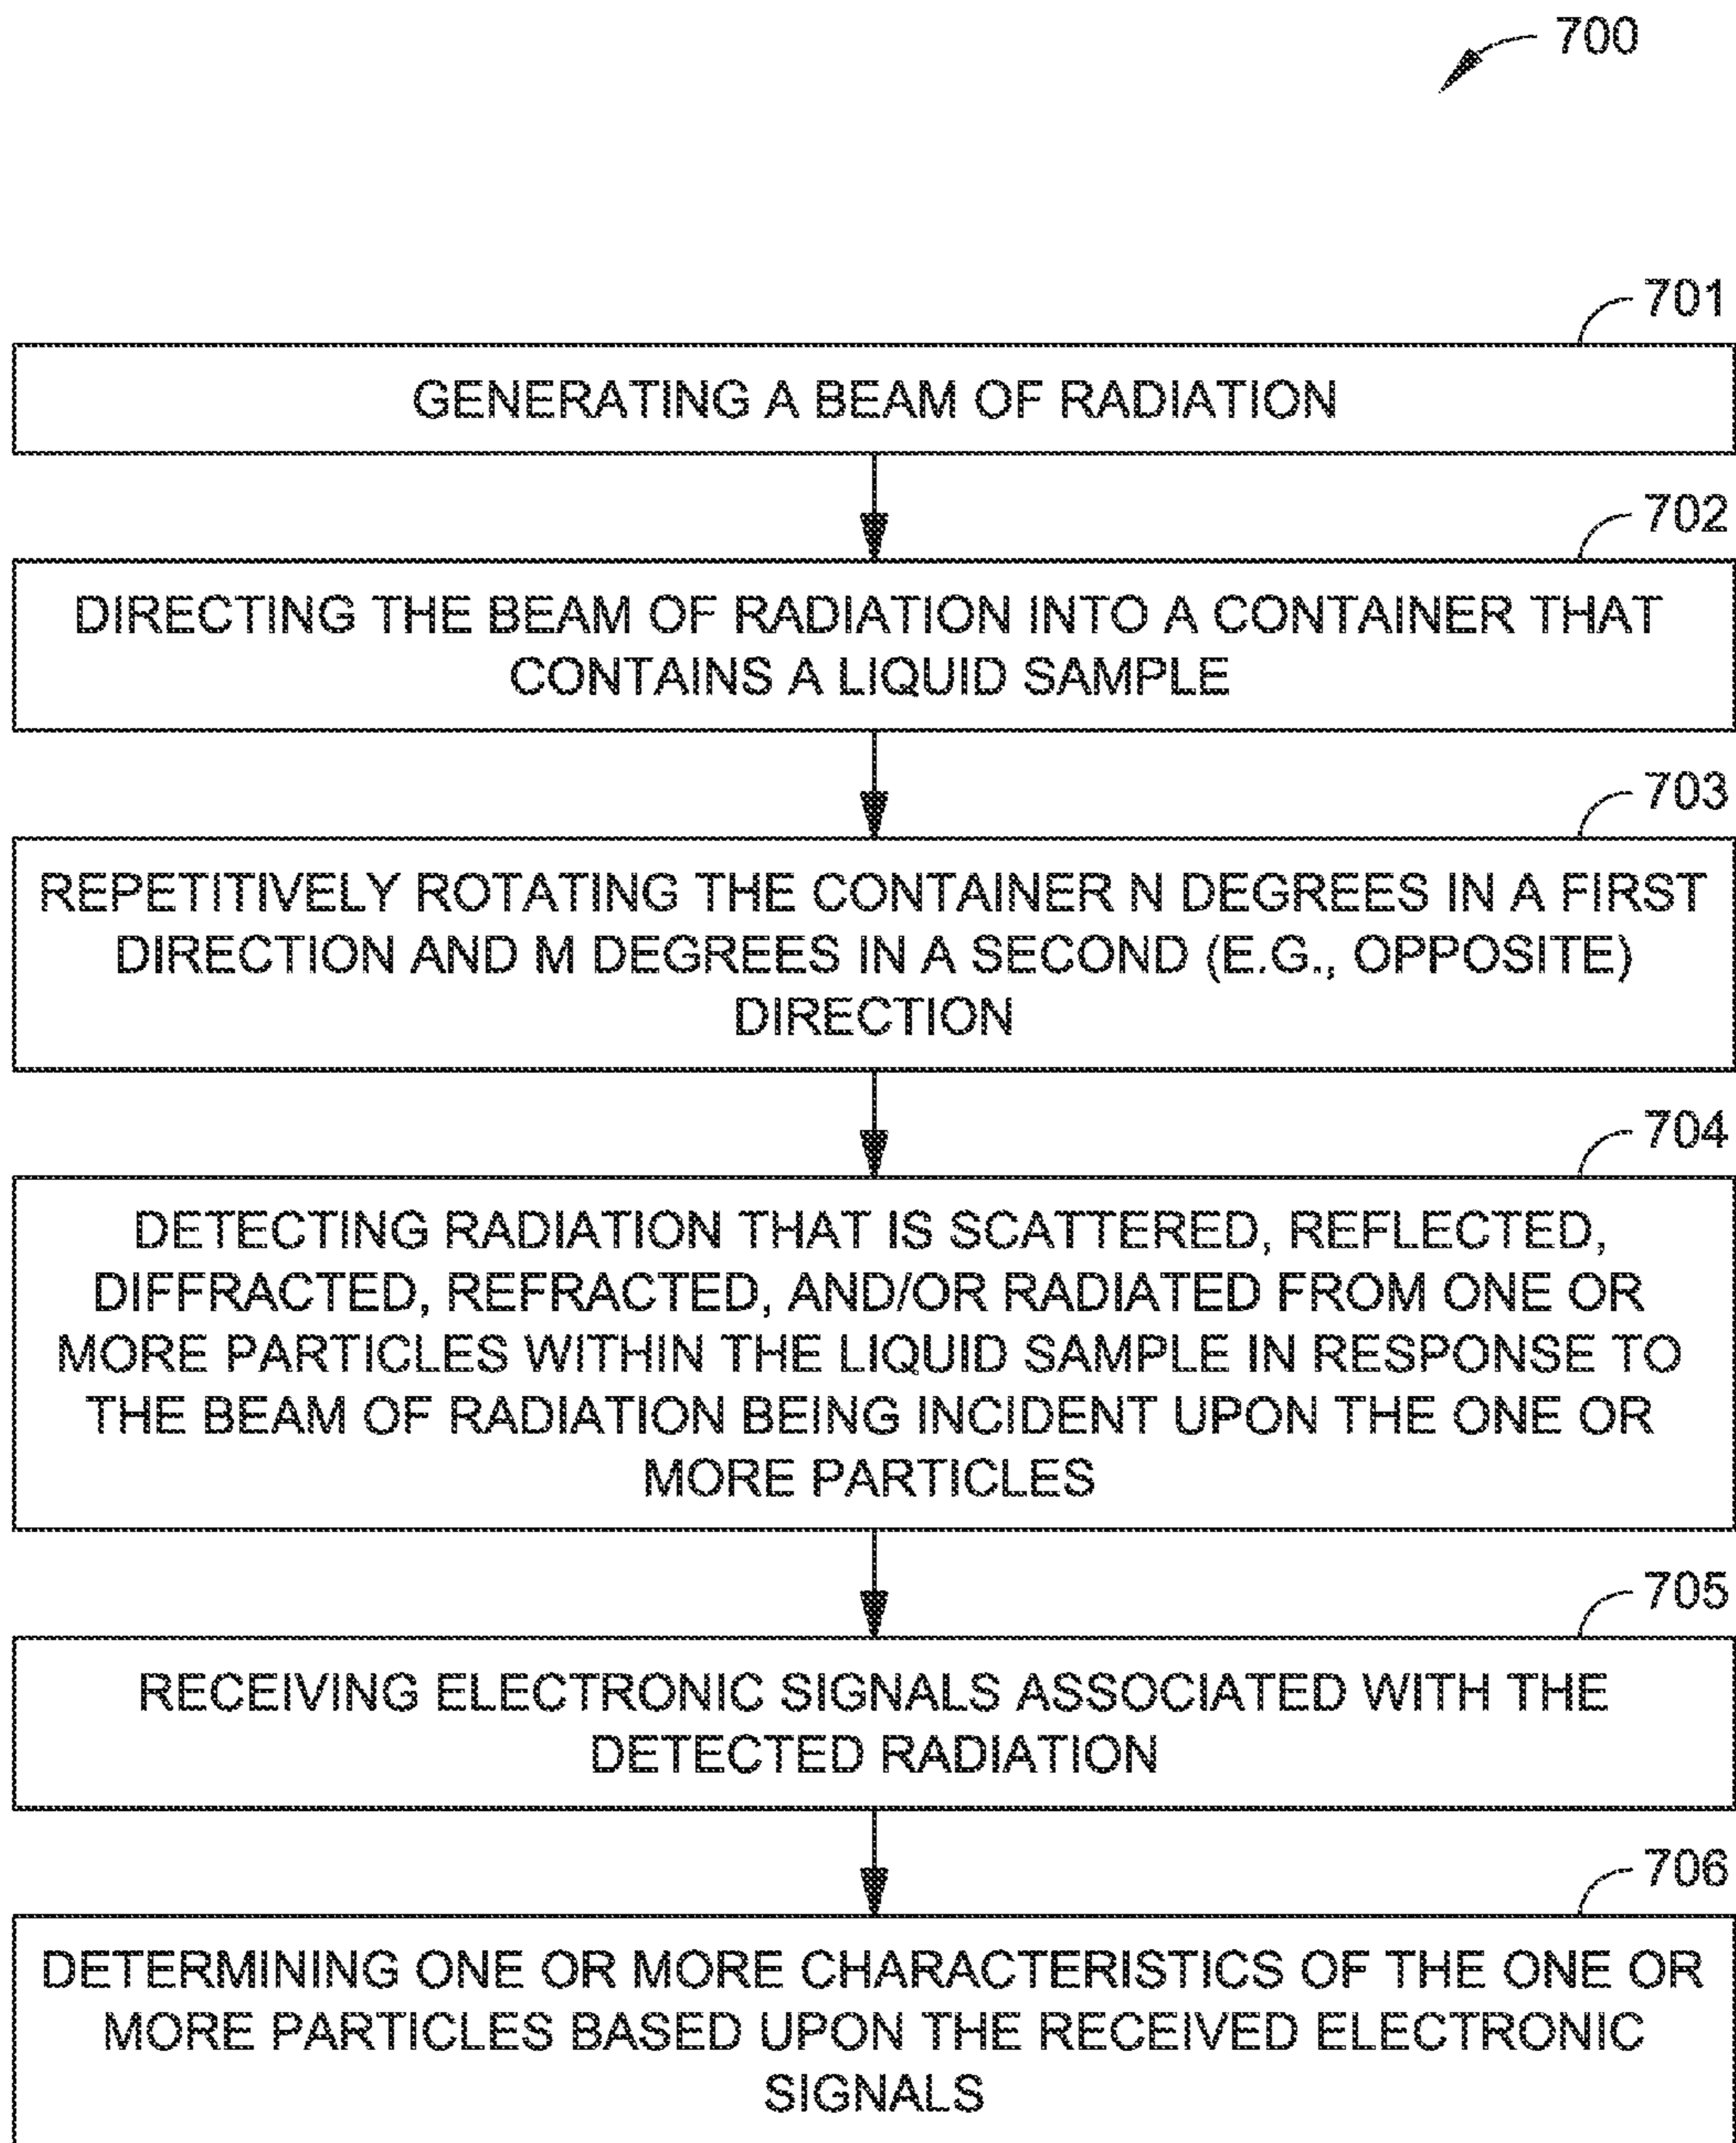 700
701
GENERATING A BEAM OF RADIATION
702
DIRECTING THE BEAM OF RADIATION INTO A CONTAINER THAT
CONTAINS A LIQUID SAMPLE
703
REPETITIVELY ROTATING THE CONTAINER N DEGREES IN A FIRST
DIRECTION AND M DEGREES IN A SECOND (E.G., OPPOSITE)
DIRECTION
704
DETECTING RADIATION THAT IS SCATTERED, REFLECTED,
DIFFRACTED, REFRACTED, AND/OR RADIATED FROM ONE OR
MORE PARTICLES WITHIN THE LIQUID SAMPLE IN RESPONSE TO
THE BEAM OF RADIATION BEING INCIDENT UPON THE ONE OR
MORE PARTICLES
705
RECEIVING ELECTRONIC SIGNALS ASSOCIATED WITH THE
DETECTED RADIATION
706
DETERMINING ONE OR MORE CHARACTERISTICS OF THE ONE OR
MORE PARTICLES BASED UPON THE RECEIVED ELECTRONIC
SIGNALS